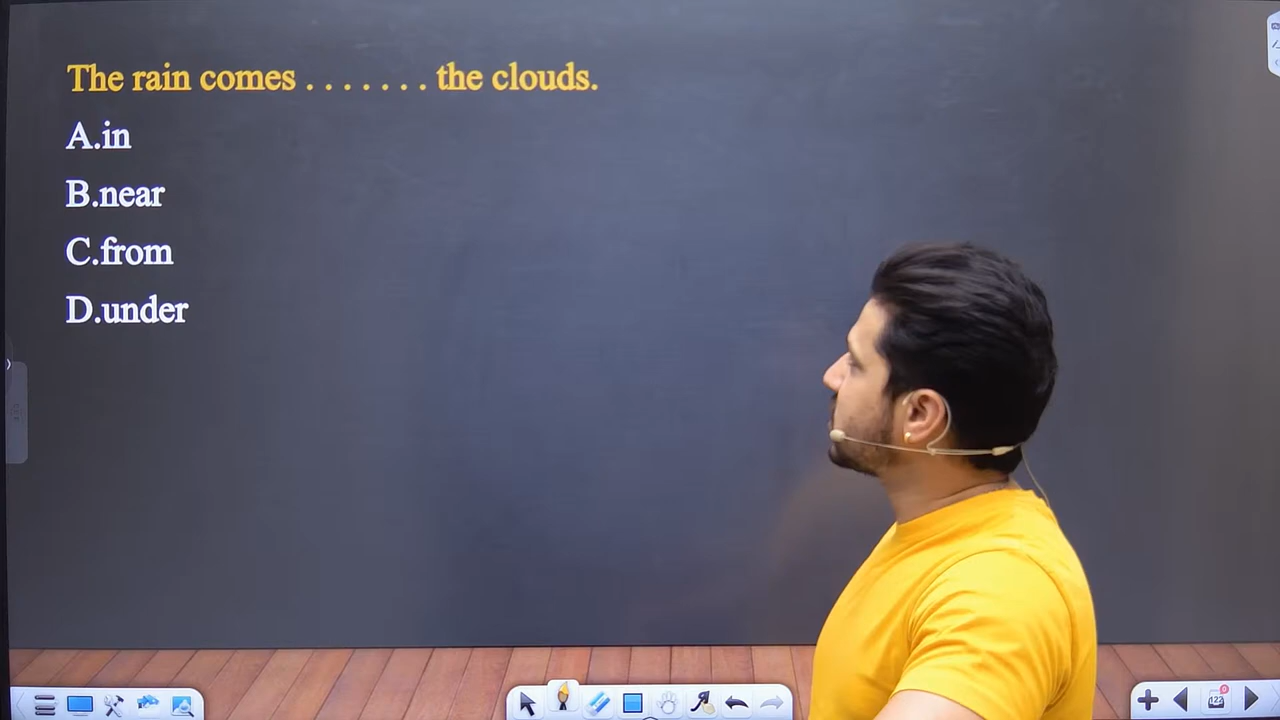 The rain comes . . . . . . . the clouds.
A.in
B.near
C.from
D.under